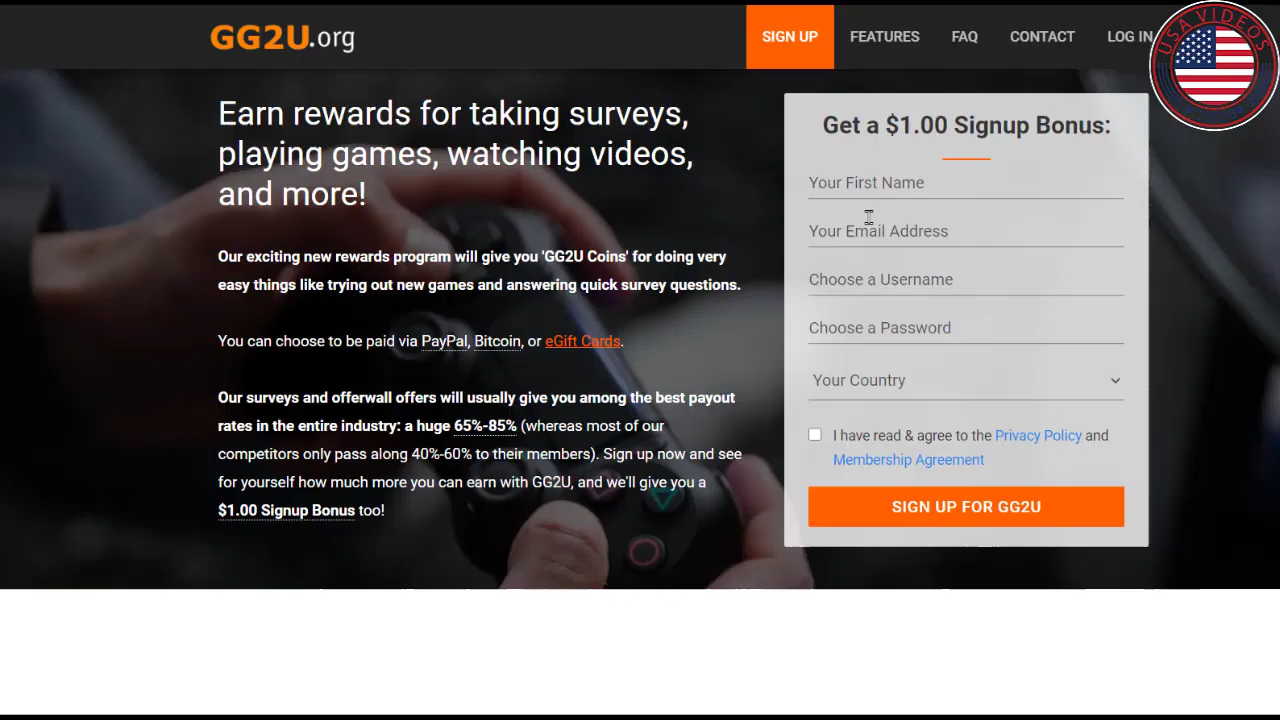 GG2U.org
SIGN UP
FEATURES
FAQ
CONTACT
LOG IN
USA VIDEOS
Earn rewards for taking surveys,
playing games, watching videos,
and more!
Our exciting new rewards program will give you 'GG2U Coins' for doing very
easy things like trying out new games and answering quick survey questions.
You can choose to be paid via PayPal, Bitcoin, or eGift Cards.
Our surveys and offerwall offers will usually give you among the best payout
rates in the entire industry: a huge 65%-85% (whereas most of our
competitors only pass along 40%-60% to their members). Sign up now and see
for yourself how much more you can earn with GG2U, and we'll give you a
$1.00 Signup Bonus too!
Get a $1.00 Signup Bonus:
Your First Name
Your Email Address
Choose a Username
Choose a Password
Your Country
I have read & agree to the Privacy Policy and
Membership Agreement
SIGN UP FOR GG2U